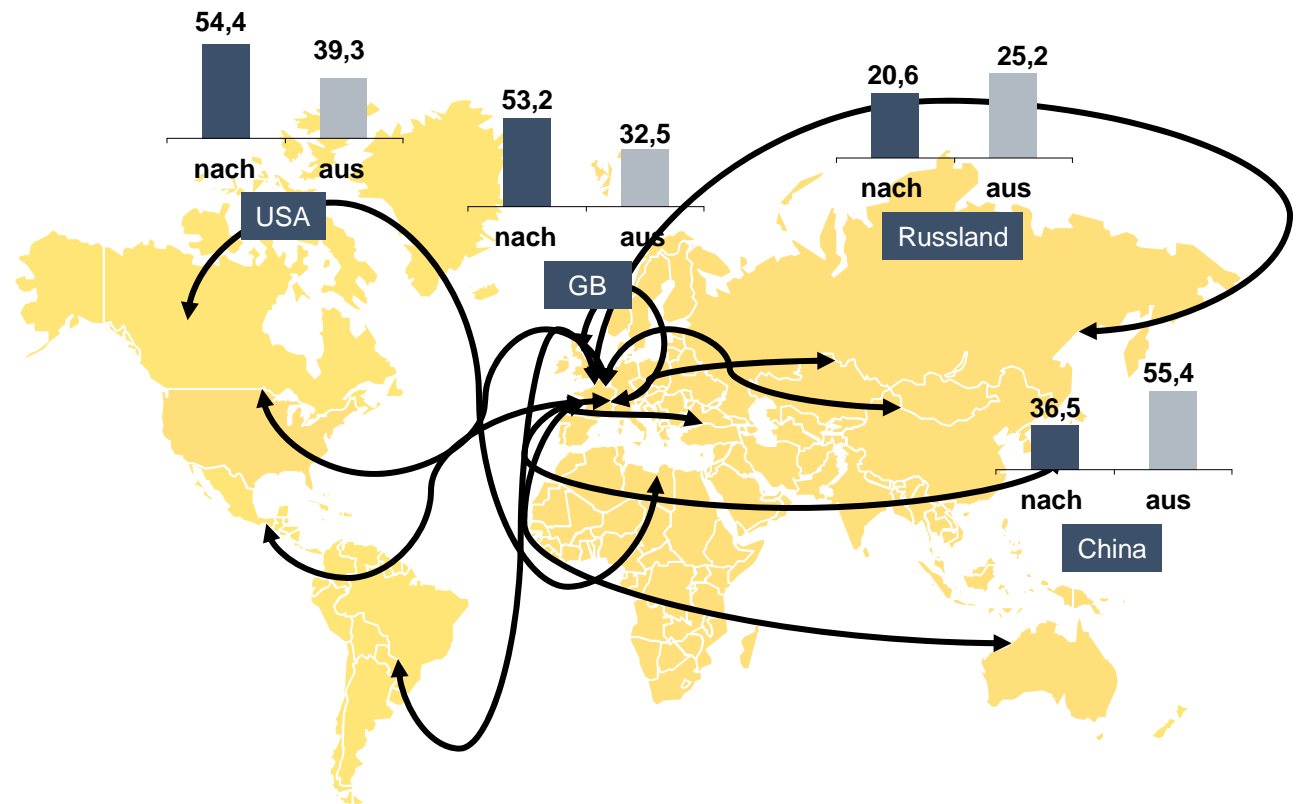 54,4
39,3
nach aus
USA
53,2
32,5
nach aus
GB
20,6
25,2
nach aus
Russland
36,5
55,4
nach aus
China